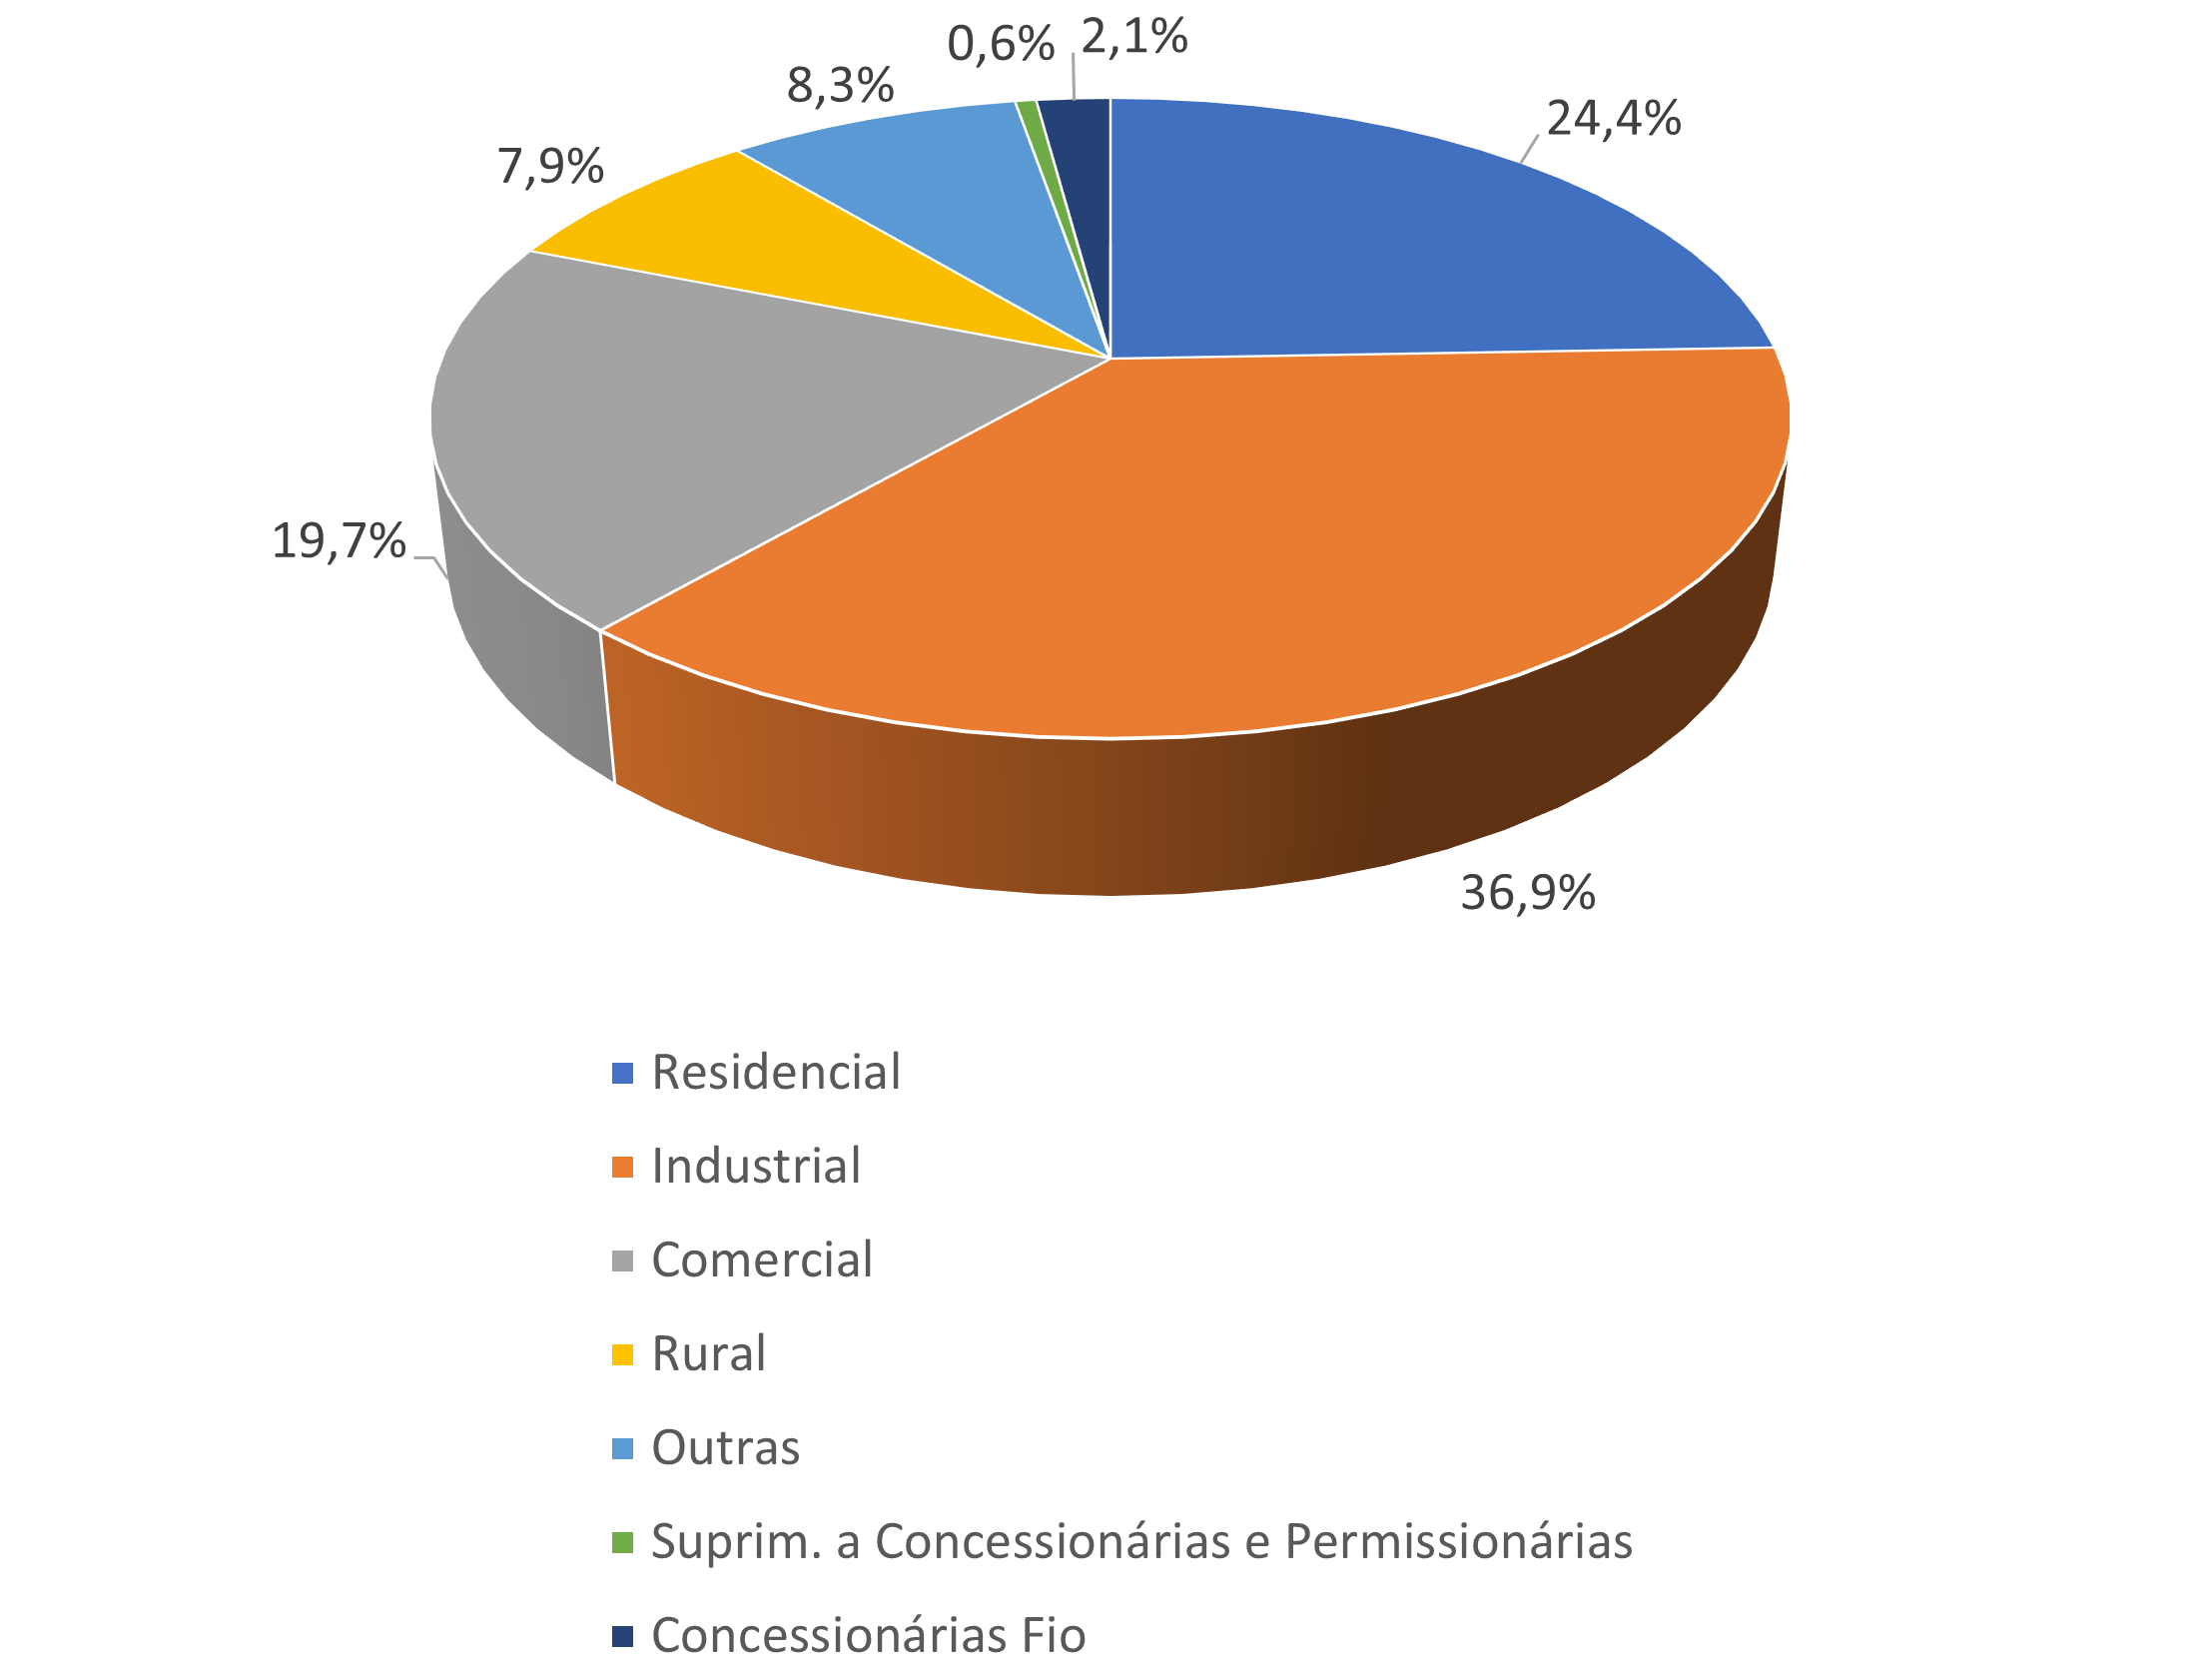 0,6%
2,1%
8,3%
24,4%
7,9%
19,7%
36,9%
Residencial
Industrial
Comercial
Rural
Outras
Suprim. a Concessionárias e Permissionárias
Concessionárias Fio